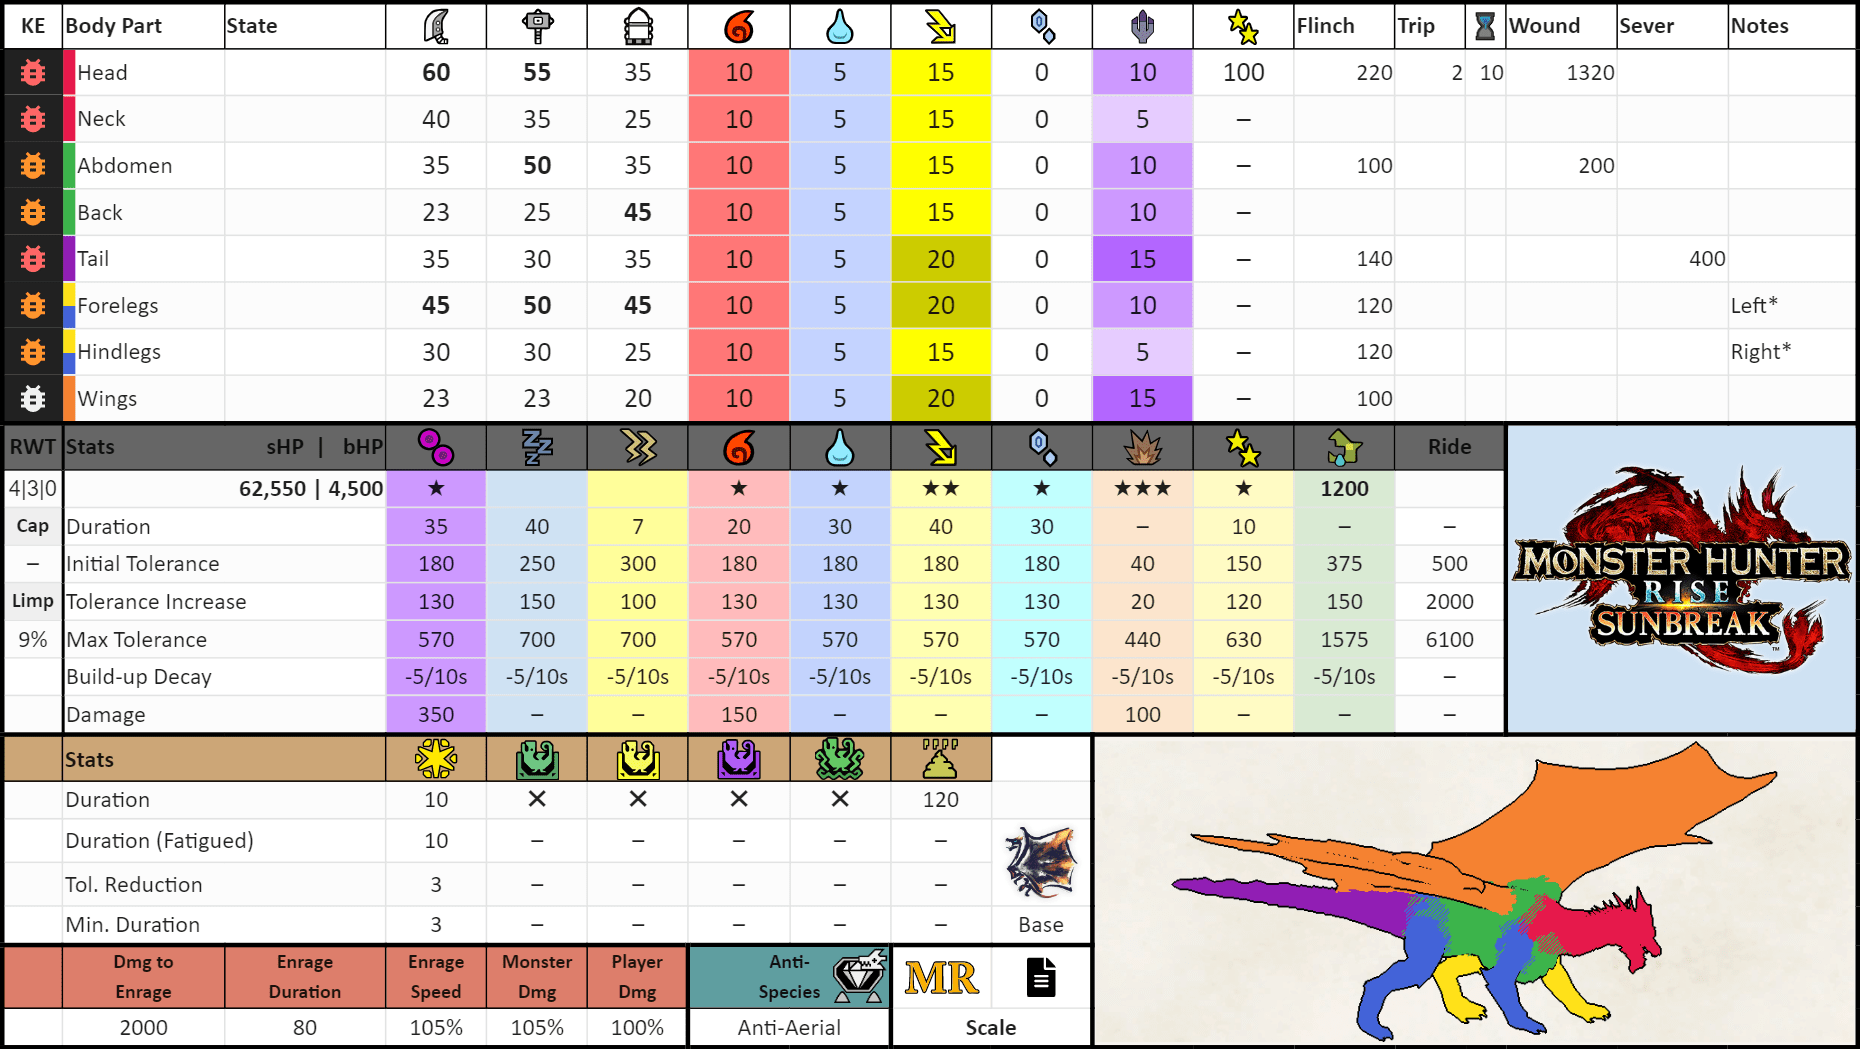 KE Body Part State Flinch Trip Wound Sever Notes
Head 60 55 35 10 5 15 0 10 100 220 2 10 1320
Neck 40 35 25 10 5 15 0 5 –
Abdomen 35 50 35 10 5 15 0 10 – 100 200
Back 23 25 45 10 5 15 0 10 –
Tail 35 30 35 10 5 20 0 15 – 140 400
Forelegs 45 50 45 10 5 20 0 10 – 120 Left*
Hindlegs 30 30 25 10 5 15 0 5 – 120 Right*
Wings 23 23 20 10 5 20 0 15 – 100
RWT Stats sHP | bHP Ride
4|3|0 62,550 | 4,500 ★ ★ ★ ★★ ★ ★★★ ★ 1200
Cap Duration 35 40 7 20 30 40 30 – 10 – –
– Initial Tolerance 180 250 300 180 180 180 180 40 150 375 500
Limp Tolerance Increase 130 150 100 130 130 130 130 20 120 150 2000
9% Max Tolerance 570 700 700 570 570 570 570 440 630 1575 6100
Build-up Decay -5/10s -5/10s -5/10s -5/10s -5/10s -5/10s -5/10s -5/10s -5/10s -5/10s –
Damage 350 – – 150 – – – 100 – – –
MONSTER HUNTER
RISE
SUNBREAK
™
Stats
Duration 10 ✕ ✕ ✕ ✕ 120
Duration (Fatigued) 10 – – – – –
Tol. Reduction 3 – – – – –
Min. Duration 3 – – – – – Base
Dmg to Enrage Enrage Monster Player Anti-
Enrage Duration Speed Dmg Dmg Species
MR
2000 80 105% 105% 100% Anti-Aerial Scale